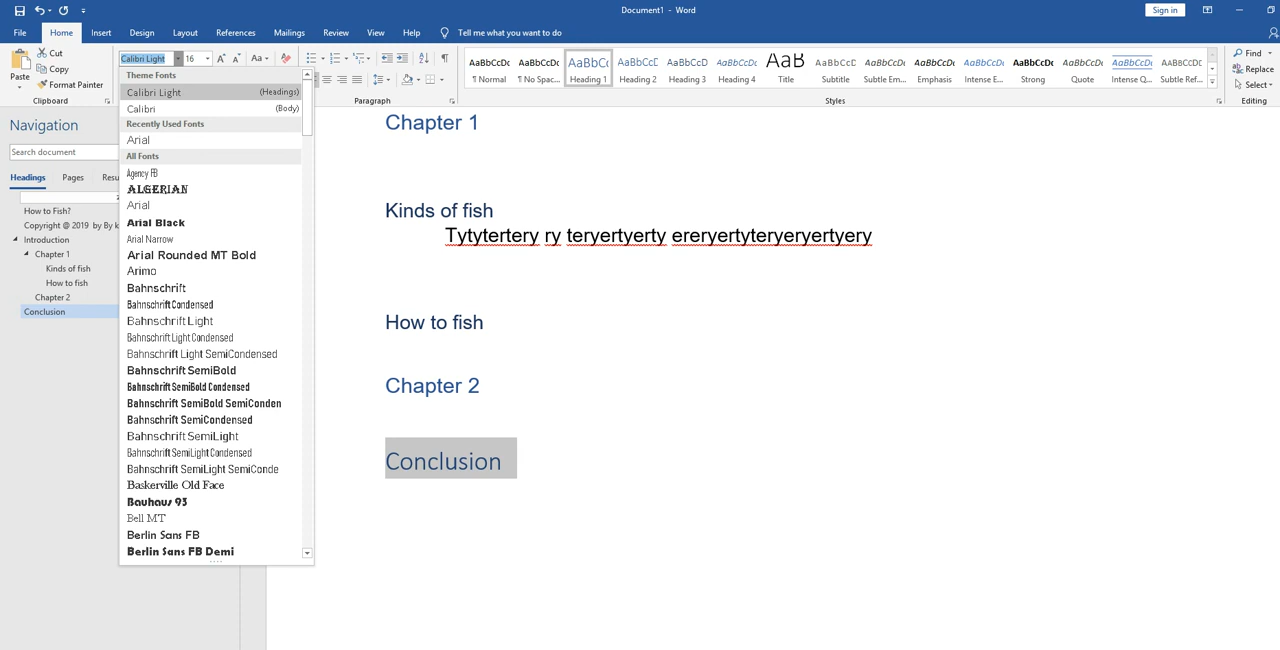 Document1 - Word
Sign in
File Home Insert Design Layout References Mailings Review View Help Tell me what you want to do
Paste
Cut
Copy
Format Painter
Clipboard
Calibri Light 16
Aa
Paragraph
AaBbCcDc ¶ Normal
AaBbCcDc ¶ No Spac...
AaBbCc Heading 1
AaBbCcC Heading 2
AaBbCcD Heading 3
AaBbCcDc Heading 4
AaB Title
AaBbCcD Subtitle
AaBbCcDc Subtle Em...
AaBbCcDc Emphasis
AaBbCcDc Intense E...
AaBbCcDc Strong
AaBbCcDc Quote
AaBbCcDc Intense Q...
AABBCCDC Subtle Ref...
Styles
Find
Replace
Select
Editing
Navigation
Search document
Headings Pages Resu
How to Fish?
Copyright @ 2019 by By k
Introduction
Chapter 1
Kinds of fish
How to fish
Chapter 2
Conclusion
Theme Fonts
Calibri Light (Headings)
Calibri (Body)
Recently Used Fonts
Arial
All Fonts
Agency FB
ALGERIAN
Arial
Arial Black
Arial Narrow
Arial Rounded MT Bold
Arimo
Bahnschrift
Bahnschrift Condensed
Bahnschrift Light
Bahnschrift Light Condensed
Bahnschrift Light SemiCondensed
Bahnschrift SemiBold
Bahnschrift SemiBold Condensed
Bahnschrift SemiBold SemiConden
Bahnschrift SemiCondensed
Bahnschrift SemiLight
Bahnschrift SemiLight Condensed
Bahnschrift SemiLight SemiConde
Baskerville Old Face
Bauhaus 93
Bell MT
Berlin Sans FB
Berlin Sans FB Demi
Chapter 1
Kinds of fish
Tytytertery ry teryertyerty ereryertyteryeryertyery
How to fish
Chapter 2
Conclusion